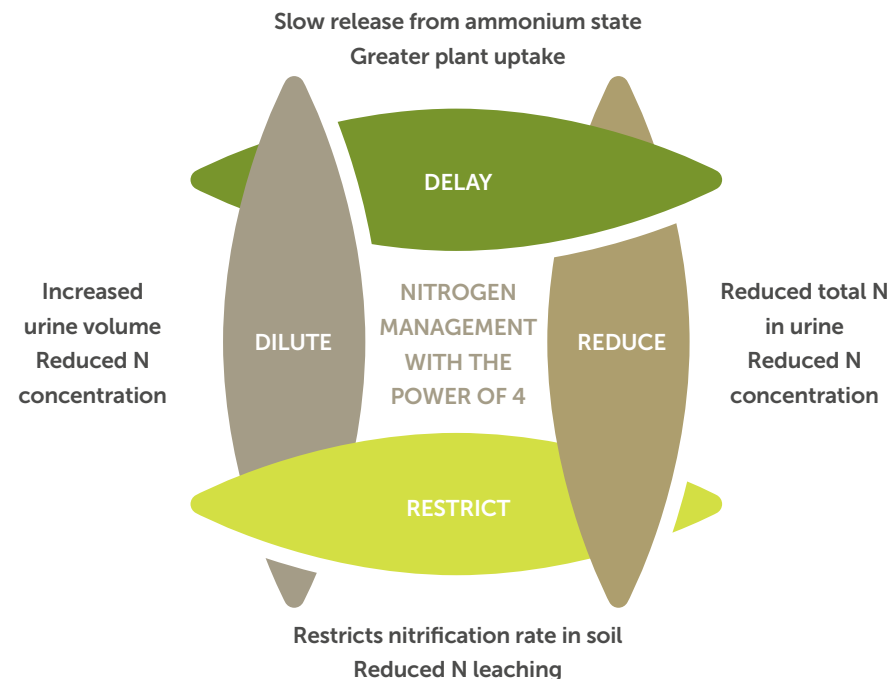 Slow release from ammonium state
Greater plant uptake
DELAY
Increased
urine volume
Reduced N
concentration
DILUTE
NITROGEN
MANAGEMENT
WITH THE
POWER OF 4
REDUCE
Reduced total N
in urine
Reduced N
concentration
RESTRICT
Restricts nitrification rate in soil
Reduced N leaching